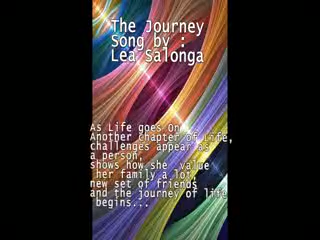 The Journey
Song by :
Lea Salonga
As Life goes On
Another chapter of Life,
challenges appear as
a person,
shows how she value
her family a lot,
new set of friends
and the journey of life
begins...